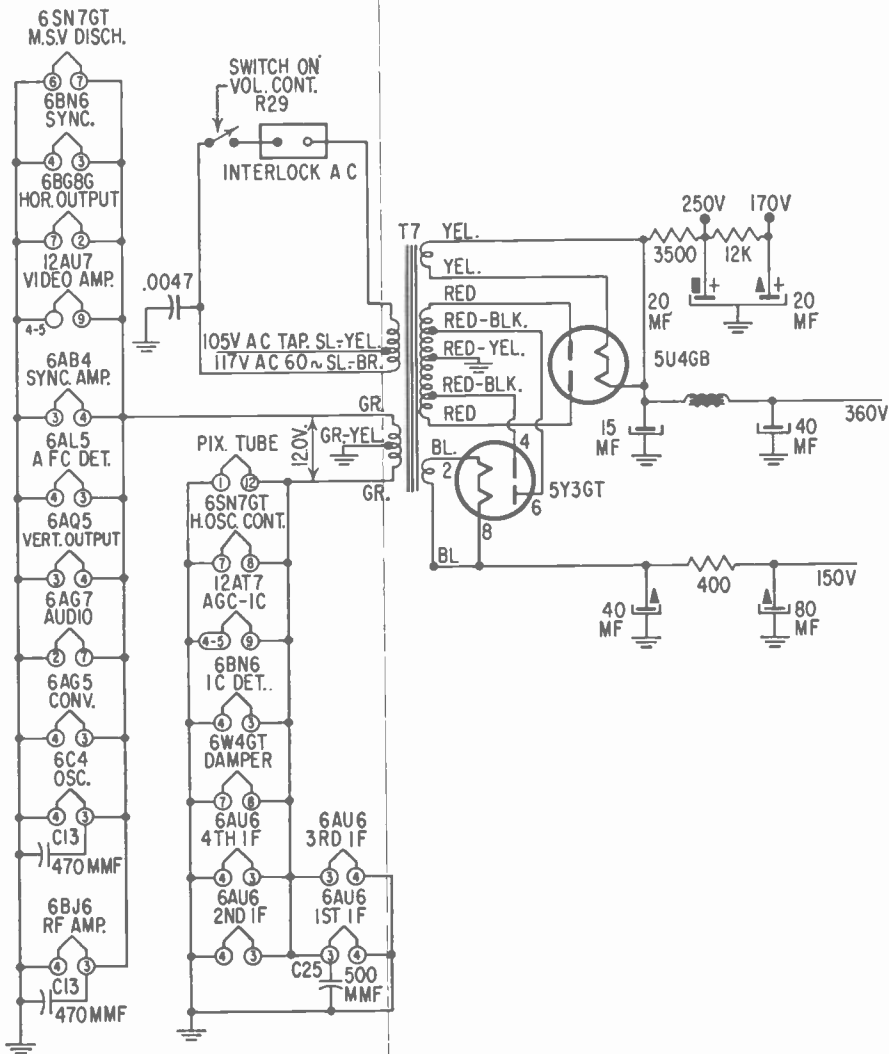 6SN7GT
M.S.V DISCH.
6 7
6BN6
SYNC.
4 3
6BG8G
HOR. OUTPUT
7 2
12AU7
VIDEO AMP.
4-5 9
6AB4
SYNC. AMP.
3 4
6AL5
A FC DET.
4 3
6AQ5
VERT. OUTPUT
3 4
6AG7
AUDIO
2 7
6AG5
CONV.
4 3
6C4
OSC.
4 3
C13
470 MMF
6BJ6
RF AMP.
4 3
C13
470 MMF
SWITCH ON
VOL. CONT.
R29
INTERLOCK A C
.0047
105V A C TAP. SL-YEL.
117V AC 60~ SL-BR.
GR.
GR-YEL.
12.0V.
GR.
PIX. TUBE
1 12
6SN7GT
H.OSC. CONT.
7 8
12AT7
AGC-IC
4-5 9
6BN6
IC DET..
4 3
6W4GT
DAMPER
7 8
6AU6
4TH IF
4 3
6AU6
2ND IF
4 3
6AU6
3RD IF
3 4
6AU6
1ST IF
3 4
C25
500
MMF
T7
YEL.
YEL.
RED
RED-BLK.
RED-YEL.
RED-BLK.
RED
BL.
2
4
6
8
5Y3GT
BL
5U4GB
250V 170V
3500 12K
20
MF
+ +
20
MF
15
MF
40
MF
360V
40
MF
400
80
MF
150V